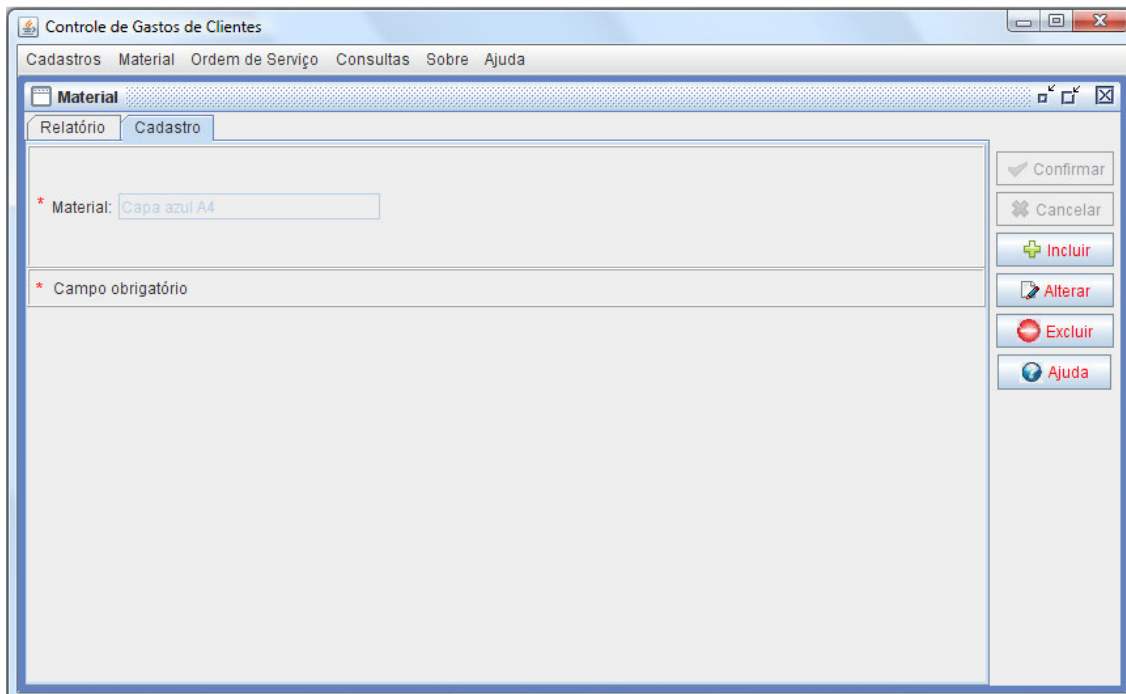 Controle de Gastos de Clientes
Cadastros Material Ordem de Serviço Consultas Sobre Ajuda
Material
Relatório Cadastro
* Material: Capa azul A4
* Campo obrigatório
Confirmar
Cancelar
Incluir
Alterar
Excluir
Ajuda